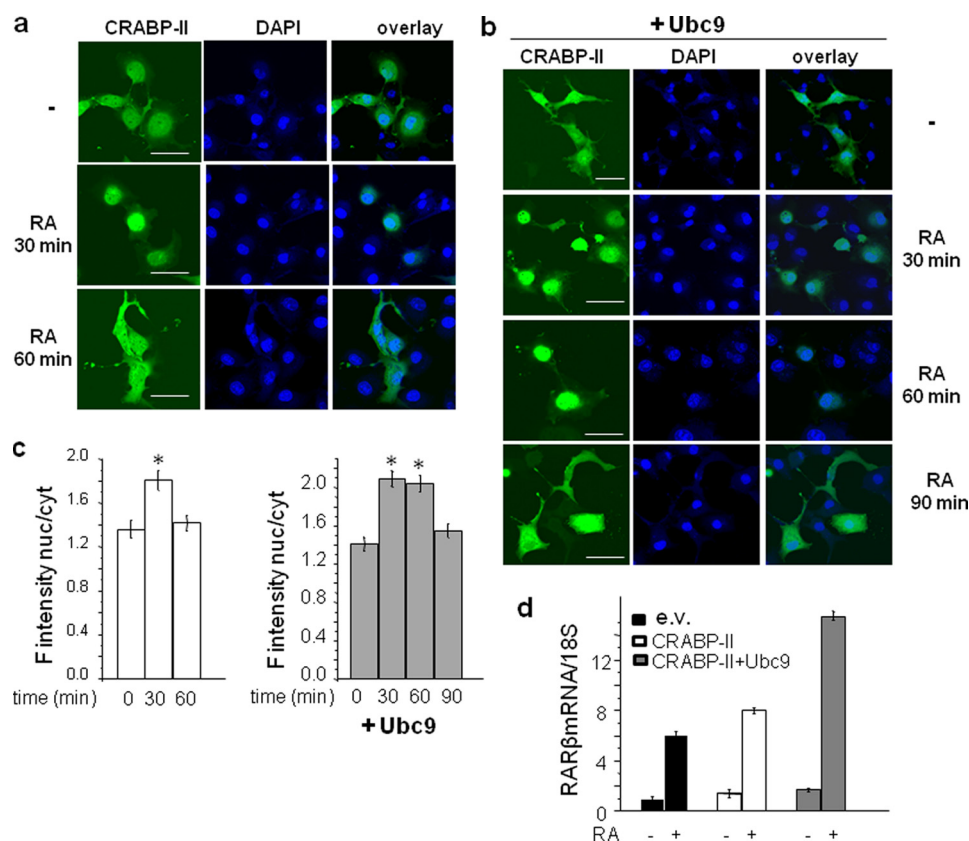 a
CRABP-II DAPI overlay
-
RA
30 min
RA
60 min
b
+Ubc9
CRABP-II DAPI overlay
-
RA
30 min
RA
60 min
RA
90 min
c
F intensity nuc/cyt
2.0
1.6
1.2
0.8
0.4
0.0
*
time (min) 0 30 60
F intensity nuc/cyt
2.0
1.6
1.2
0.8
0.4
0.0
* *
time (min) 0 30 60 90
+Ubc9
d
RARβmRNA/18S
12
8
6
2
0
e.v.
CRABP-II
CRABP-II+Ubc9
RA - + - + - +